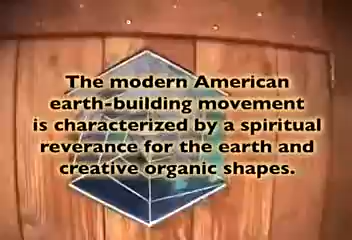 The modern American
earth-building movement
is characterized by a spiritual
reverance for the earth and
creative organic shapes.